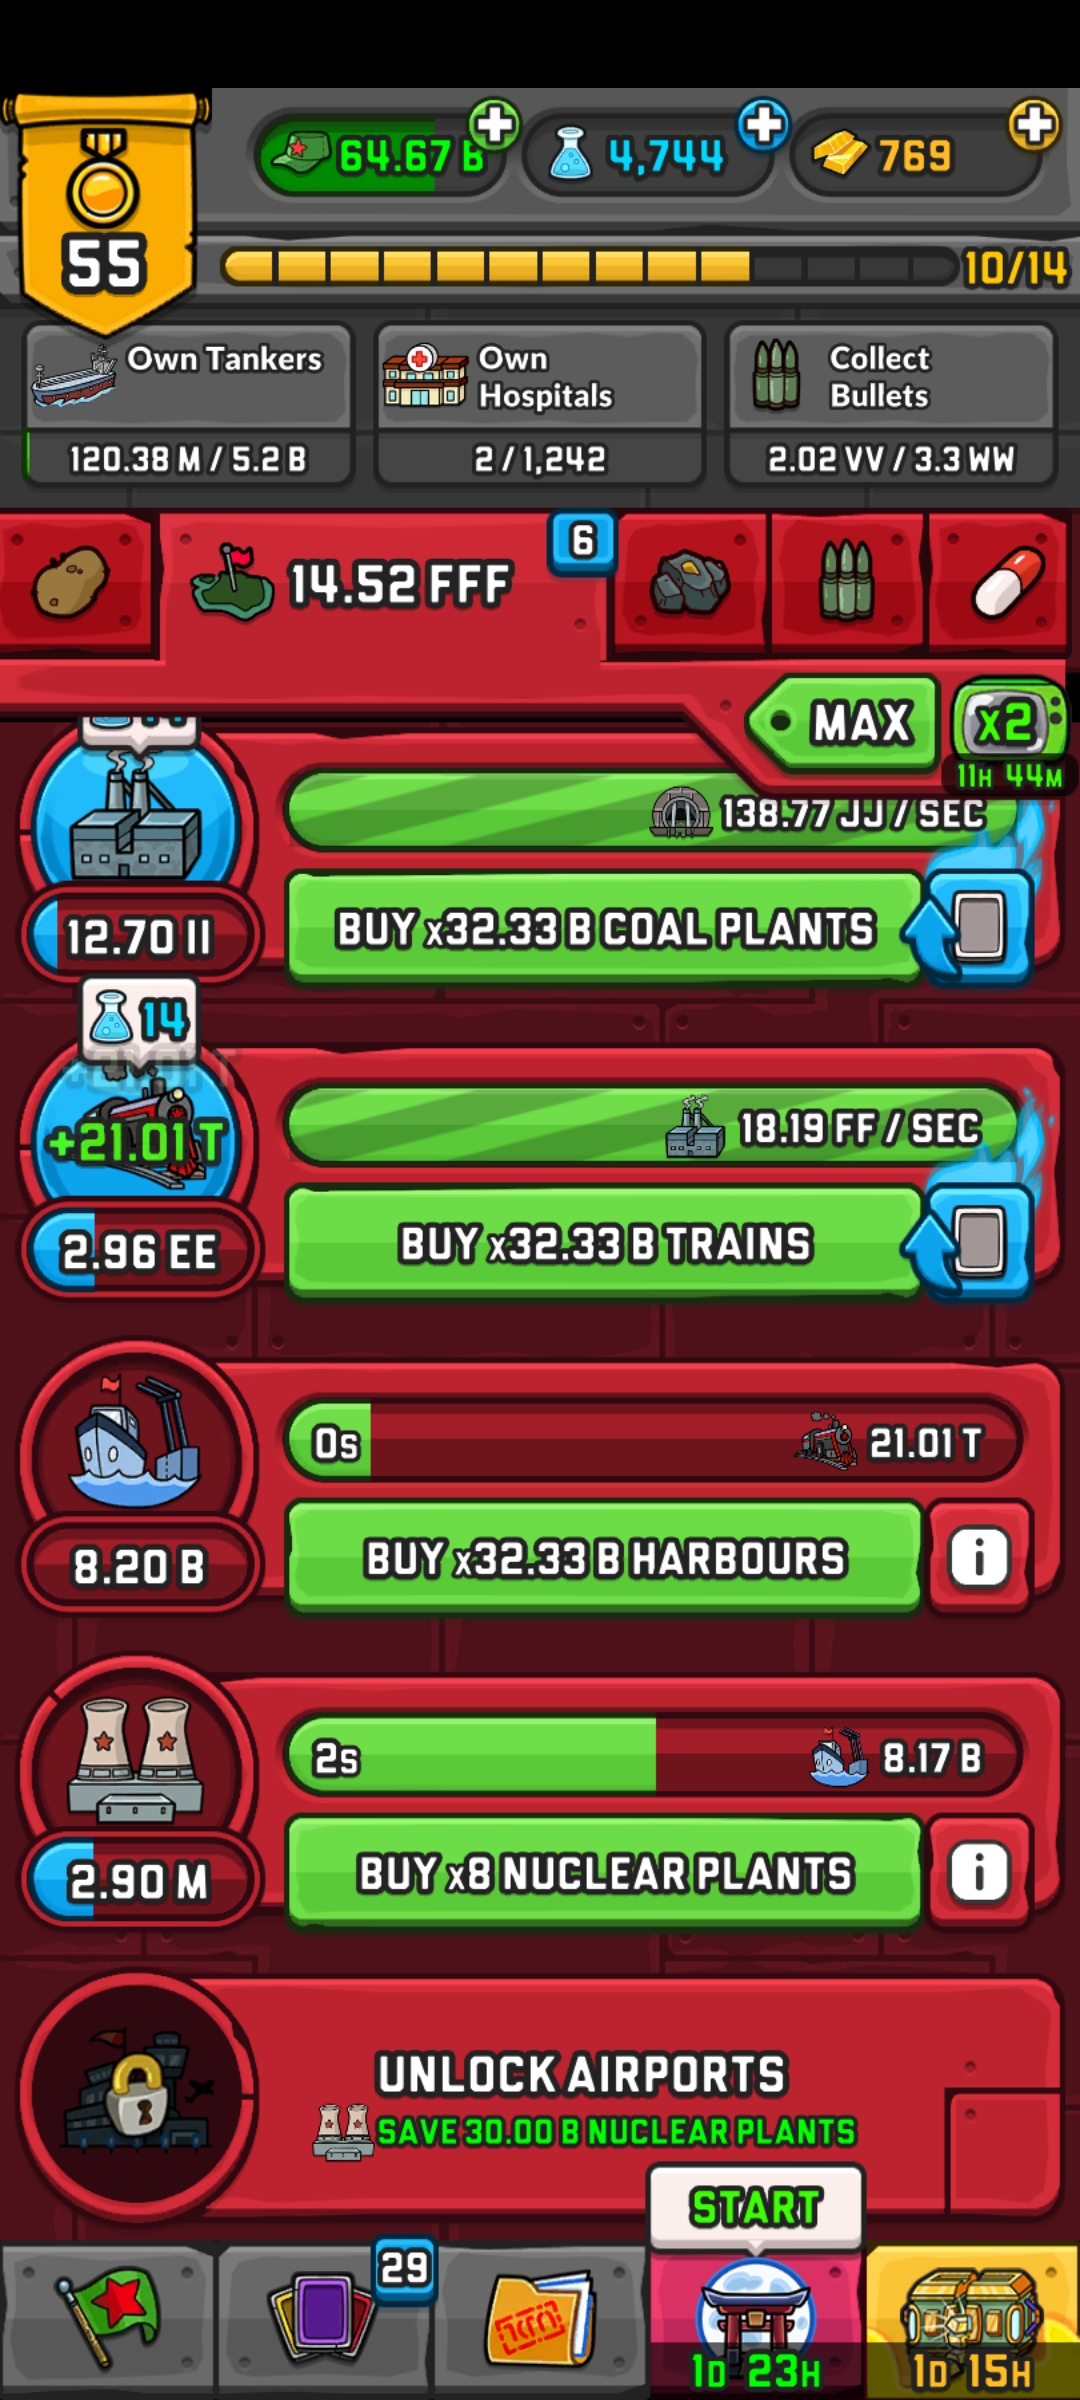 64.67 B
4,744
769
55
10/14
Own Tankers
120.38 M / 5.2 B
Own
Hospitals
2 / 1,242
Collect
Bullets
2.02 VV / 3.3 WW
14.52 FFF
6
MAX
x2
11H 44M
138.77 JJ / SEC
BUY x32.33 B COAL PLANTS
12.70 II
14
+21.01 T
18.19 FF / SEC
BUY x32.33 B TRAINS
2.96 EE
0s
21.01 T
BUY x32.33 B HARBOURS
i
8.20 B
2s
8.17 B
BUY x8 NUCLEAR PLANTS
i
2.90 M
UNLOCK AIRPORTS
SAVE 30.00 B NUCLEAR PLANTS
START
29
1D 23H
1D 15H